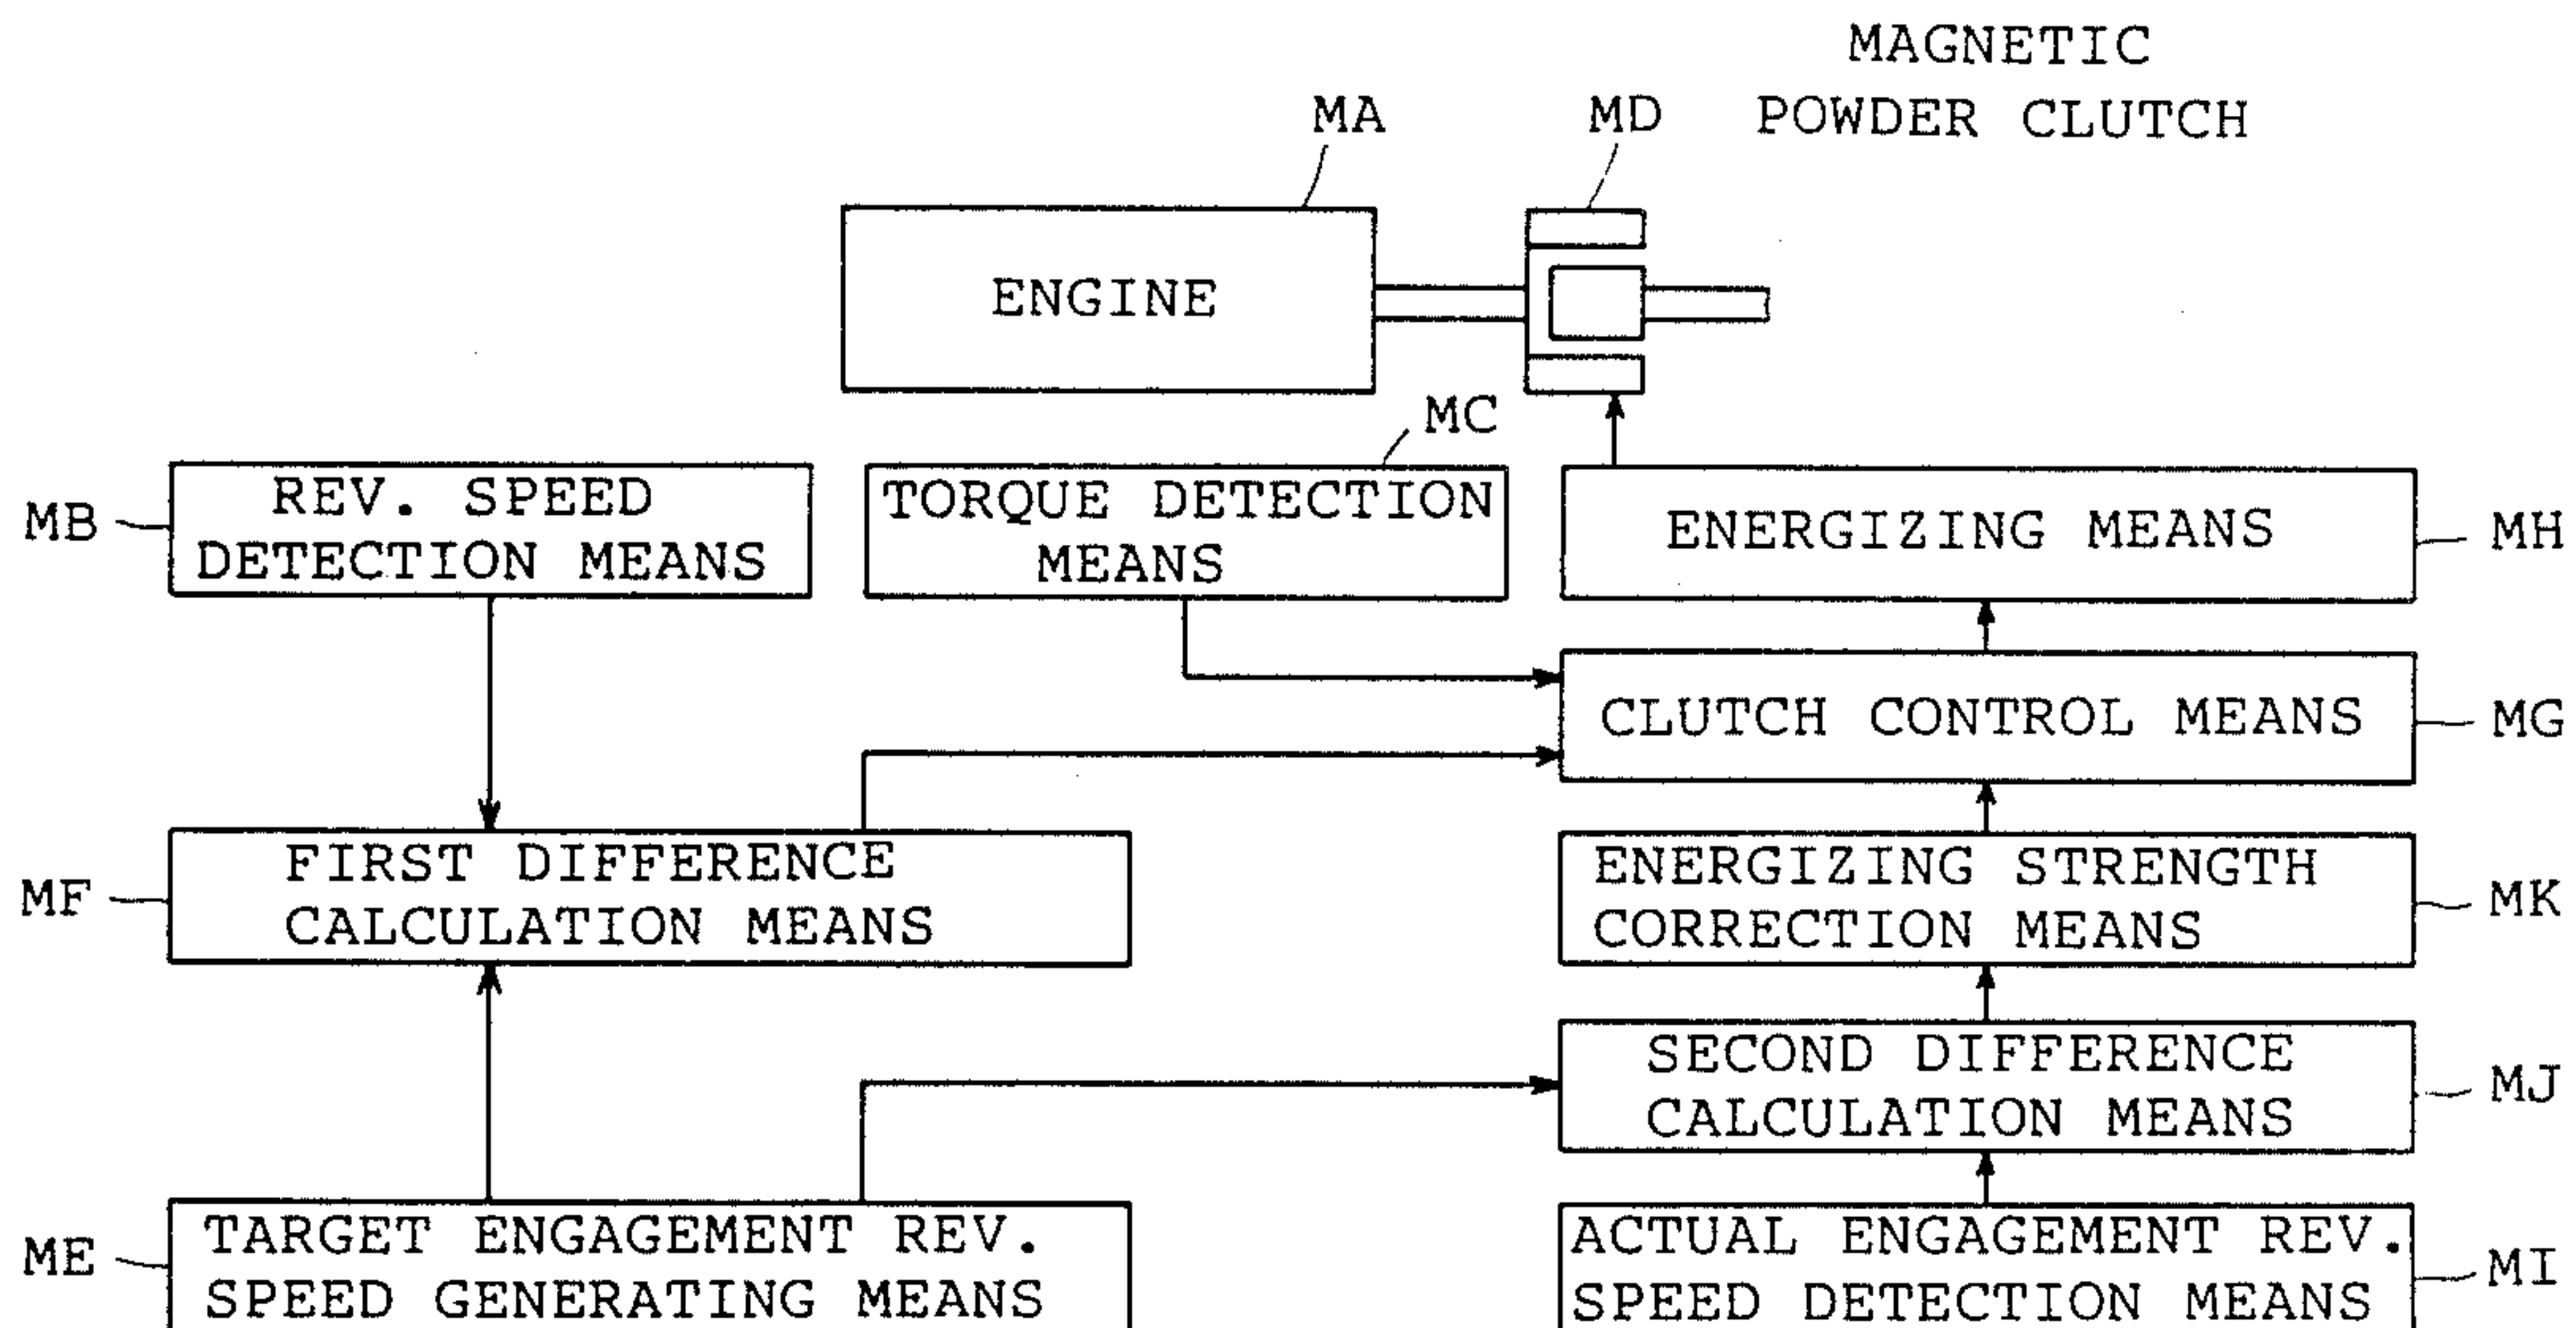 MAGNETIC
MA MD POWDER CLUTCH
ENGINE
MC
MB
REV. SPEED
DETECTION MEANS
TORQUE DETECTION
MEANS
ENERGIZING MEANS
MH
CLUTCH CONTROL MEANS
MG
MF
FIRST DIFFERENCE
CALCULATION MEANS
ENERGIZING STRENGTH
CORRECTION MEANS
MK
SECOND DIFFERENCE
CALCULATION MEANS
MJ
ME
TARGET ENGAGEMENT REV.
SPEED GENERATING MEANS
ACTUAL ENGAGEMENT REV.
SPEED DETECTION MEANS
MI